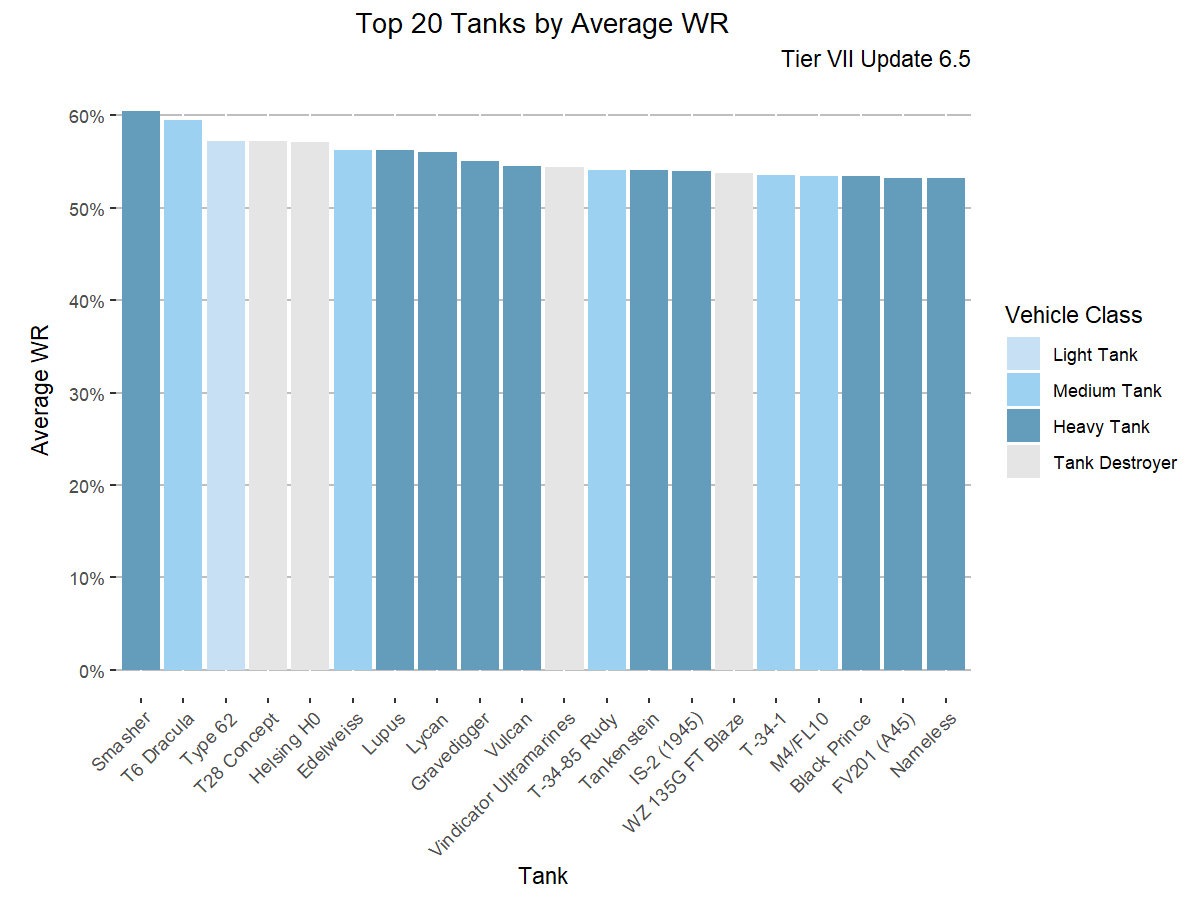 Top 20 Tanks by Average WR
Tier VII Update 6.5
Average WR
60%
50%
40%
30%
20%
10%
0%
Smasher
T6 Dracula
Type 62
T28 Concept
Helsing H0
Edelweiss
Lupus
Lycan
Gravedigger
Vulcan
Vindicator Ultramarines
T-34-85 Rudy
Tankenstein
IS-2 (1945)
WZ 135G FT Blaze
T-34-1
M4/FL10
Black Prince
FV201 (A45)
Nameless
Tank
Vehicle Class
Light Tank
Medium Tank
Heavy Tank
Tank Destroyer